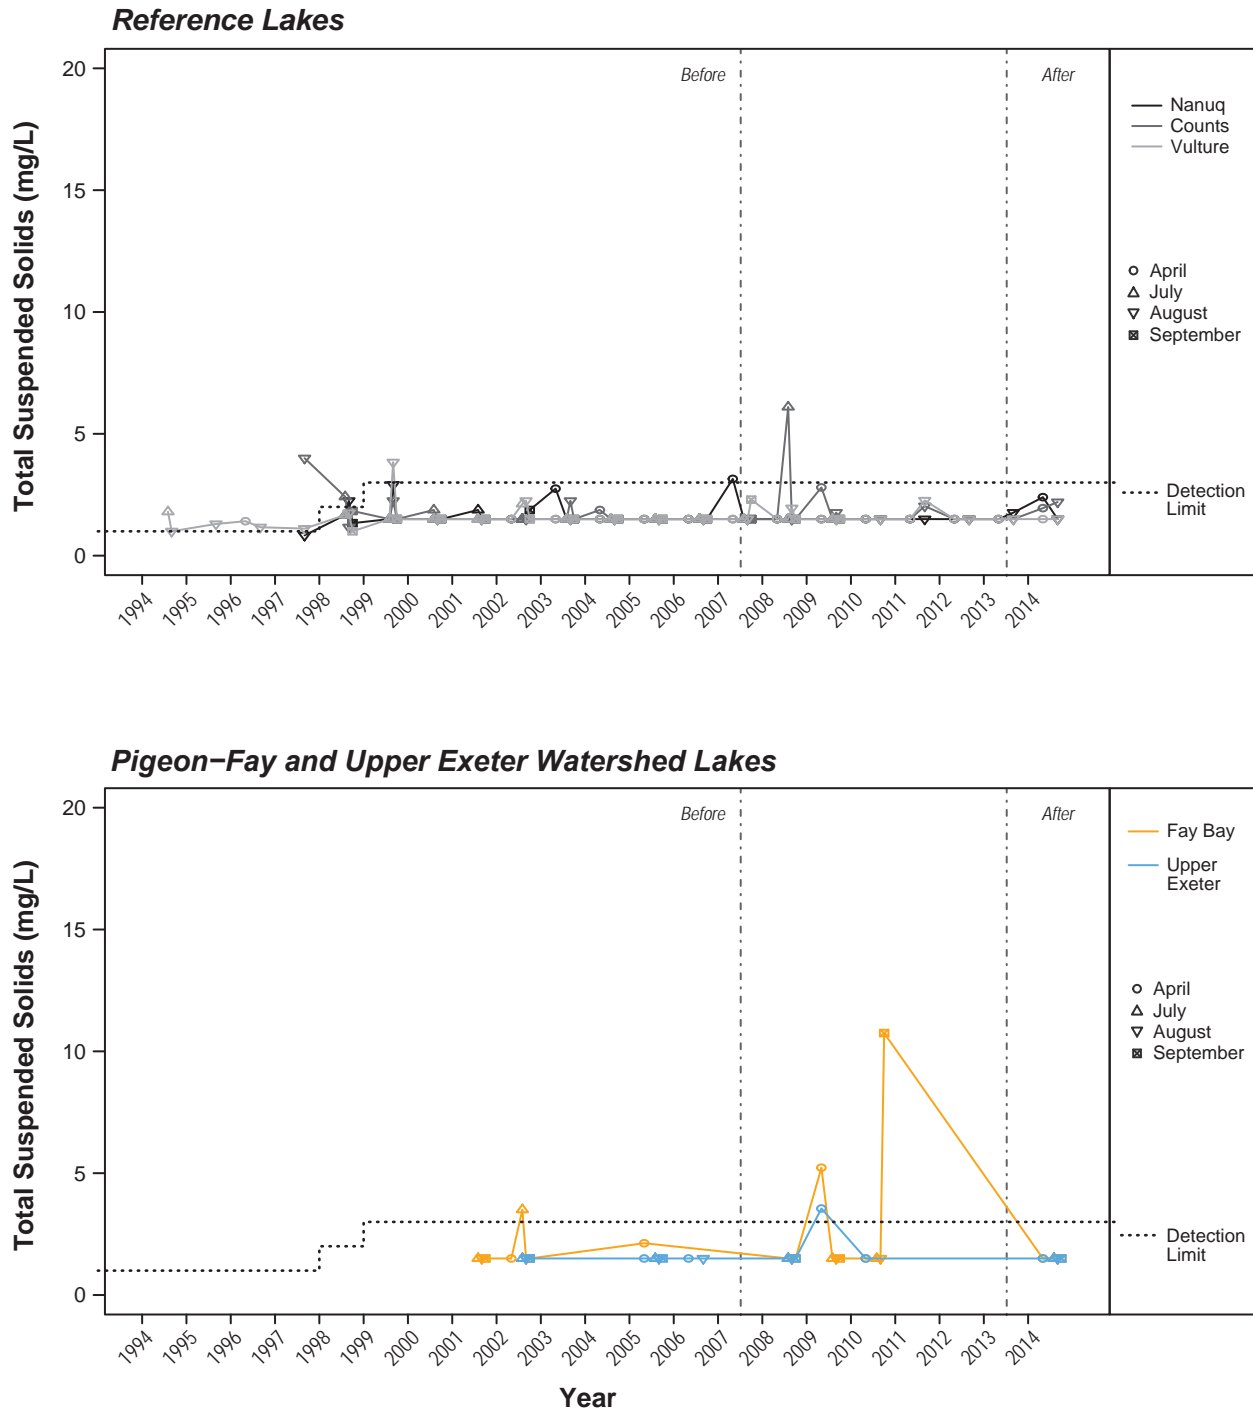 Reference Lakes
Total Suspended Solids (mg/L)
20
15
10
5
0
Before
After
Nanuq
Counts
Vulture
April
July
August
September
Detection
Limit
1994 1995 1996 1997 1998 1999 2000 2001 2002 2003 2004 2005 2006 2007 2008 2009 2010 2011 2012 2013 2014
Pigeon−Fay and Upper Exeter Watershed Lakes
Total Suspended Solids (mg/L)
20
15
10
5
0
Before
After
Fay Bay
Upper
Exeter
April
July
August
September
Detection
Limit
1994 1995 1996 1997 1998 1999 2000 2001 2002 2003 2004 2005 2006 2007 2008 2009 2010 2011 2012 2013 2014
Year